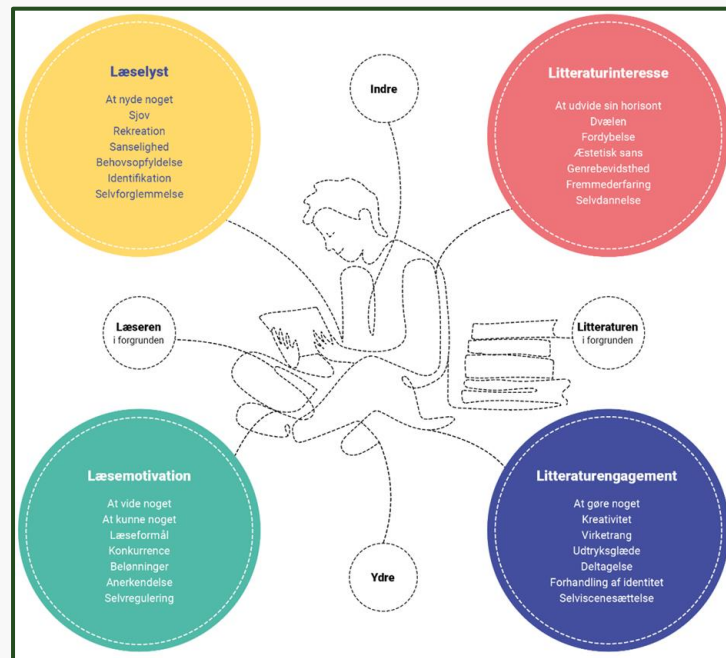 Læselyst
At nyde noget
Sjov
Rekreation
Sanselighed
Behovsopfyldelse
Identifikation
Selvforglemmelse
Indre
Litteraturinteresse
At udvide sin horisont
Dvælen
Fordybelse
Æstetisk sans
Genrebevidsthed
Fremmederfaring
Selvdannelse
Læseren
i forgrunden
Litteraturen
i forgrunden
Læsemotivation
At vide noget
At kunne noget
Læseformål
Konkurrence
Belønninger
Anerkendelse
Selvregulering
Ydre
Litteraturengagement
At gøre noget
Kreativitet
Virketrang
Udtryksglæde
Deltagelse
Forhandling af identitet
Selviscenesættelse